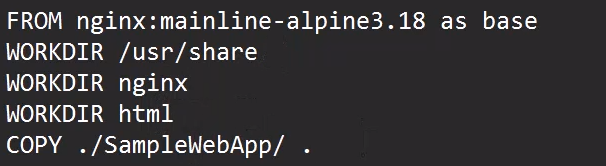 FROM nginx:mainline-alpine3.18 as base
WORKDIR /usr/share
WORKDIR nginx
WORKDIR html
COPY ./SampleWebApp/ .